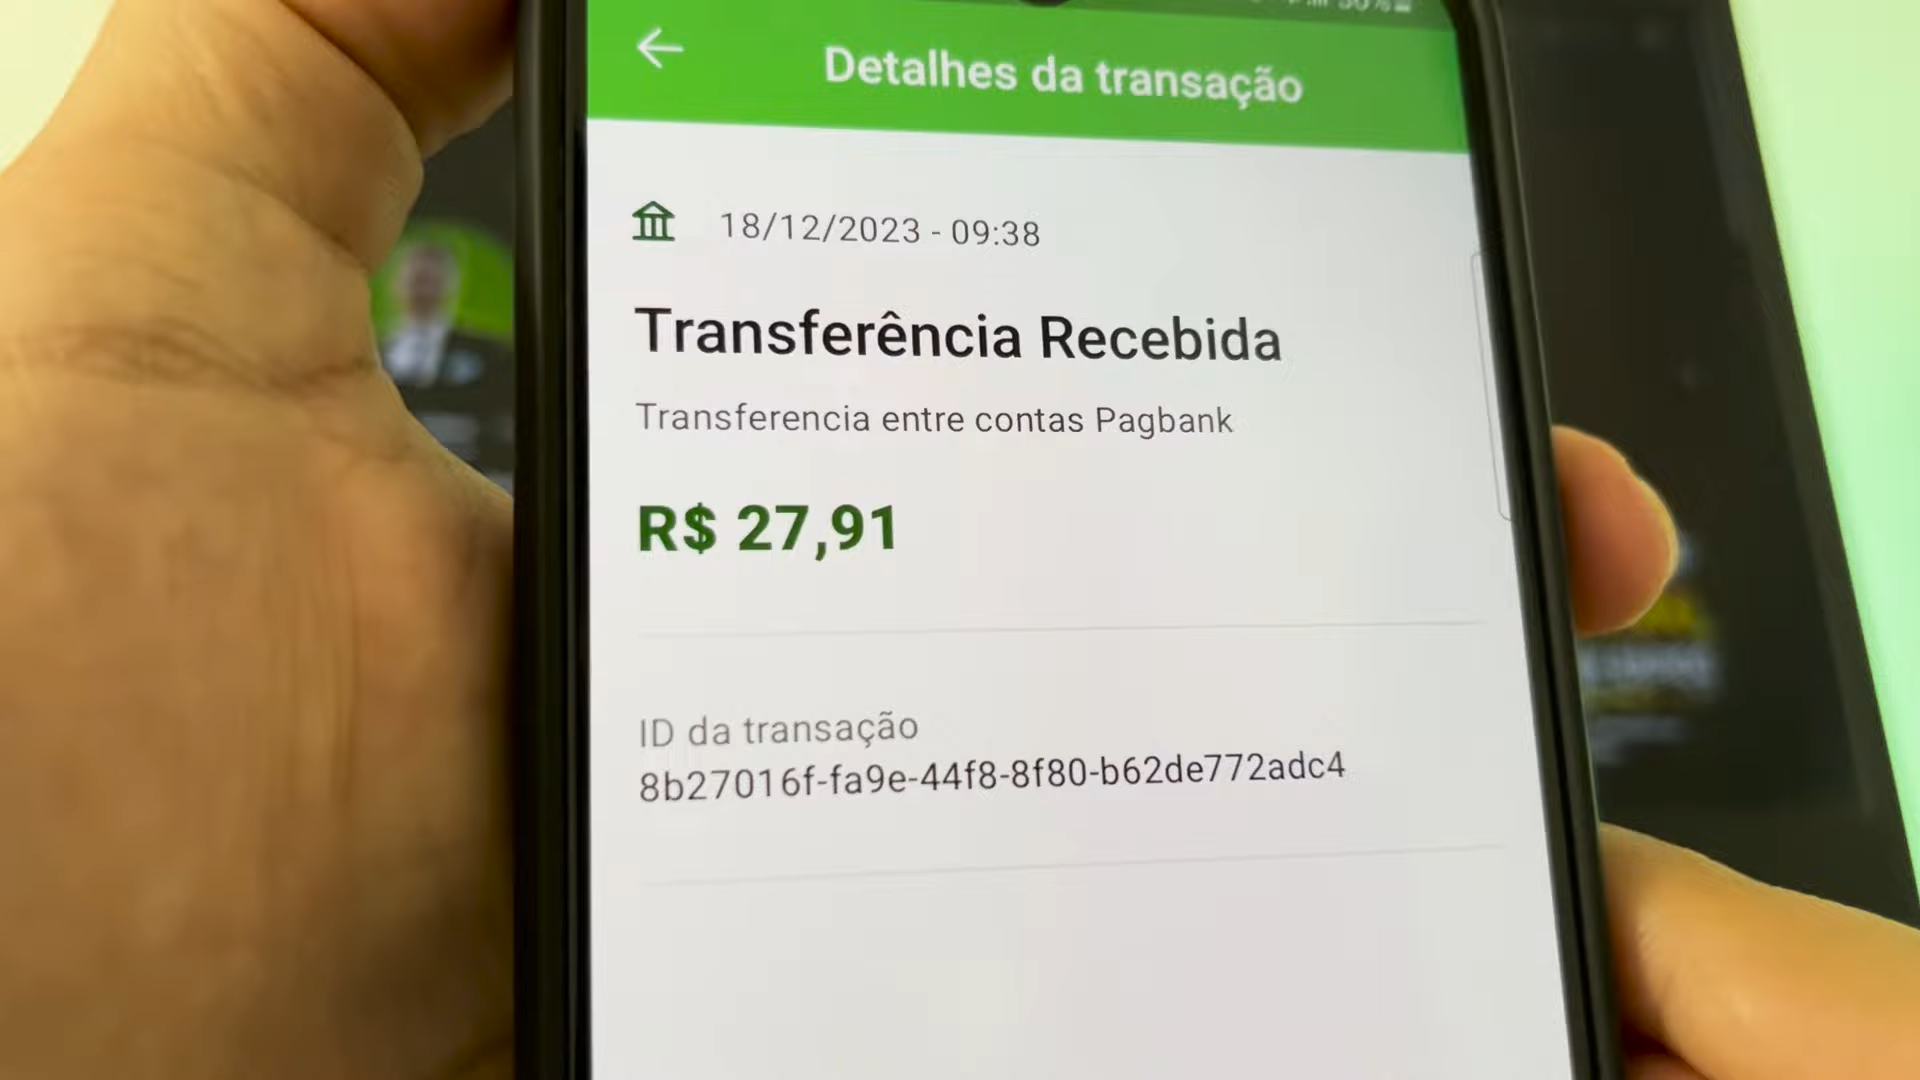 Detalhes da transação
18/12/2023 - 09:38
Transferência Recebida
Transferencia entre contas Pagbank
R$ 27,91
ID da transação
8b27016f-fa9e-44f8-8f80-b62de772adc4